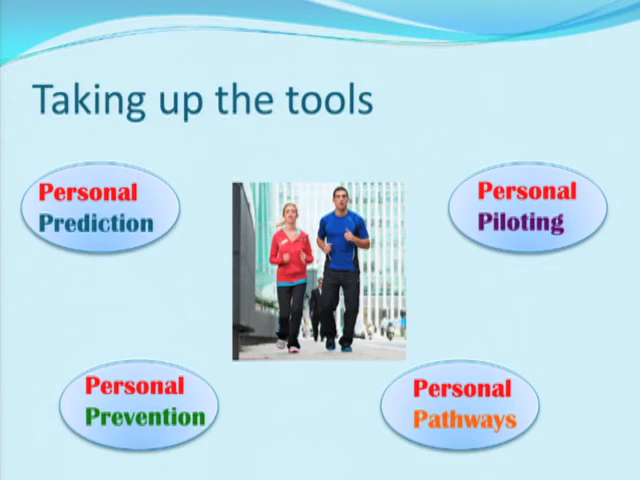 Taking up the tools
Personal
Prediction
Personal
Piloting
Personal
Prevention
Personal
Pathways